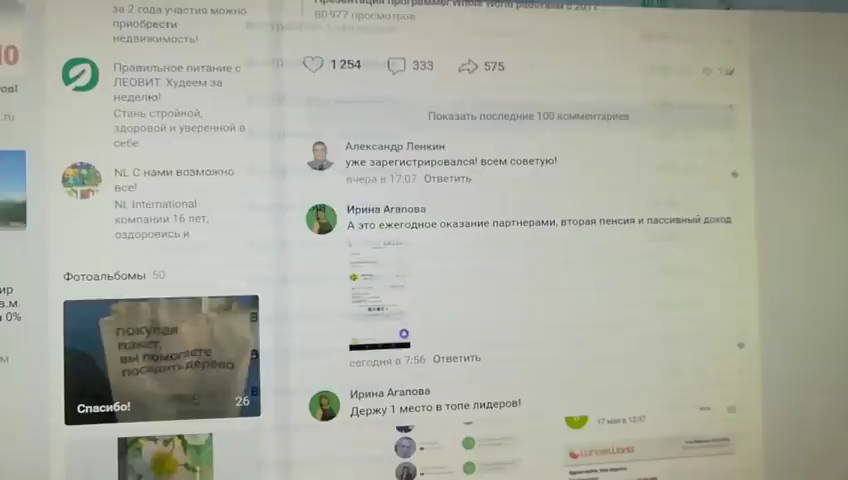 за 2 года участия можно
приобрести
недвижимость!
Правильное питание с
ЛЕОВИТ. Худеем за
неделю!
Стань стройной,
здоровой и уверенной в
себе.
NL С нами возможно
все!
NL International-
компании 16 лет,
оздоровись и
Фотоальбомы 50
покупая
пакет,
вы помогаете
посадить дерево
Спасибо!
26
80 977 просмотров
1 254
333
575
Показать последние 100 комментариев
Александр Ленкин
уже зарегистрировался! всем советую!
вчера в 17:07 Ответить
Ирина Агапова
А это ежегодное оказание партнерами, вторая пенсия и пассивный доход
сегодня в 7:56 Ответить
Ирина Агапова
Держу 1 место в топе лидеров!